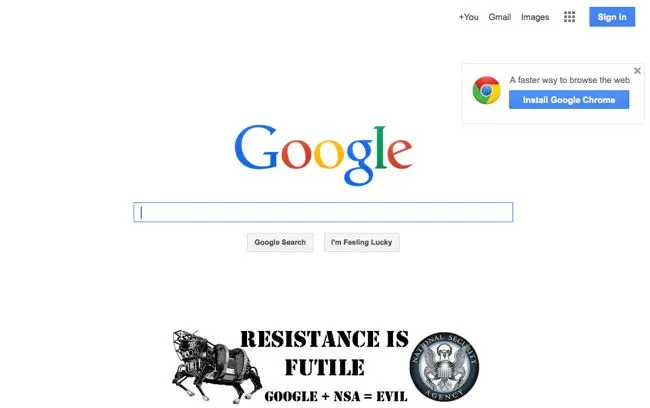 +You Gmail Images Sign in
A faster way to browse the web
Install Google Chrome
Google
Google Search I'm Feeling Lucky
RESISTANCE IS
FUTILE
GOOGLE + NSA = EVIL
NATIONAL SECURITY
AGENCY